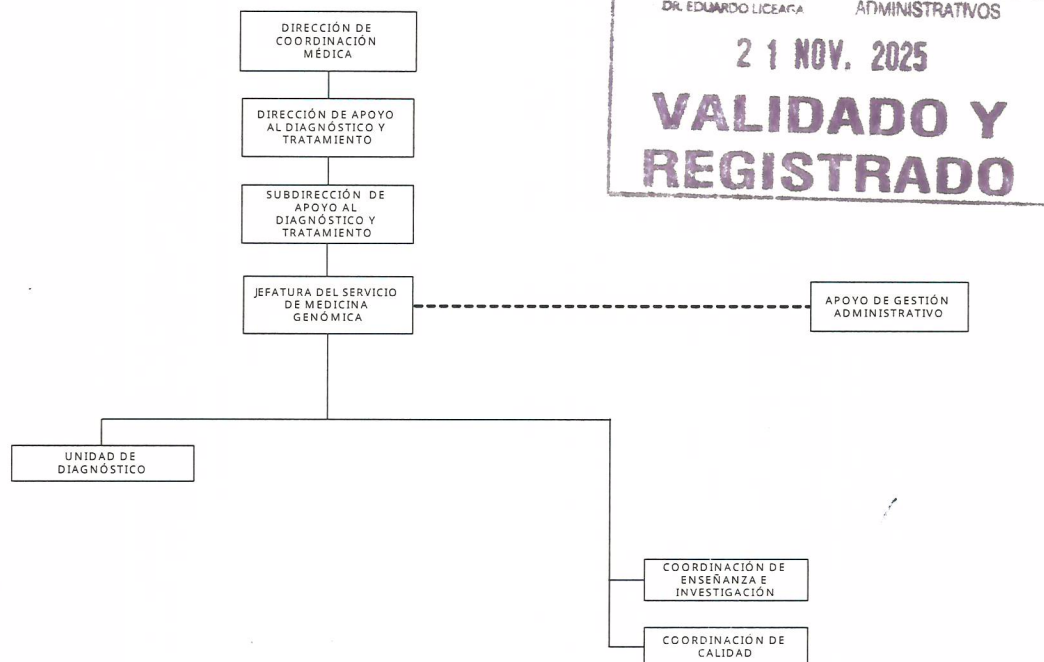 DR. EDUARDO LICEAGA ADMINISTRATIVOS
21 NOV. 2025
VALIDADO Y
REGISTRADO
DIRECCIÓN DE
COORDINACIÓN
MÉDICA
DIRECCIÓN DE APOYO
AL DIAGNÓSTICO Y
TRATAMIENTO
SUBDIRECCIÓN DE
APOYO AL
DIAGNÓSTICO Y
TRATAMIENTO
JEFATURA DEL SERVICIO
DE MEDICINA
GENÓMICA
APOYO DE GESTIÓN
ADMINISTRATIVO
UNIDAD DE
DIAGNÓSTICO
COORDINACIÓN DE
ENSEÑANZA E
INVESTIGACIÓN
COORDINACIÓN DE
CALIDAD